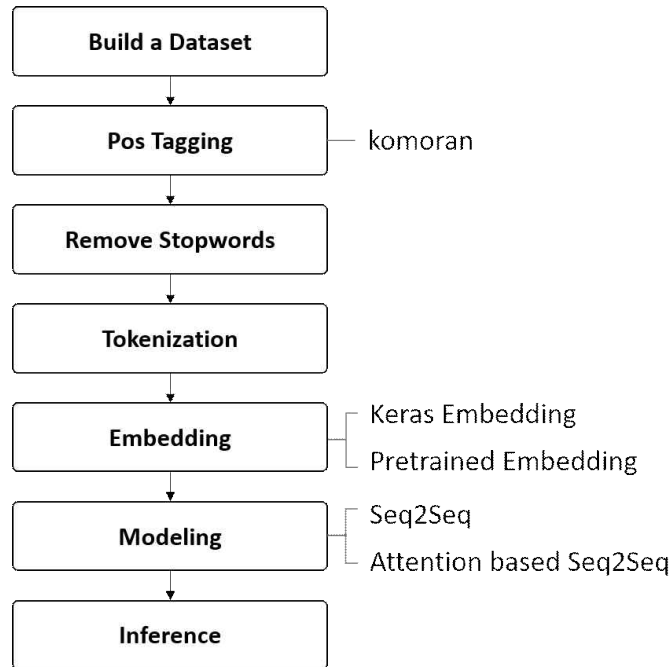 Build a Dataset
Pos Tagging
komoran
Remove Stopwords
Tokenization
Embedding
Keras Embedding
Pretrained Embedding
Modeling
Seq2Seq
Attention based Seq2Seq
Inference